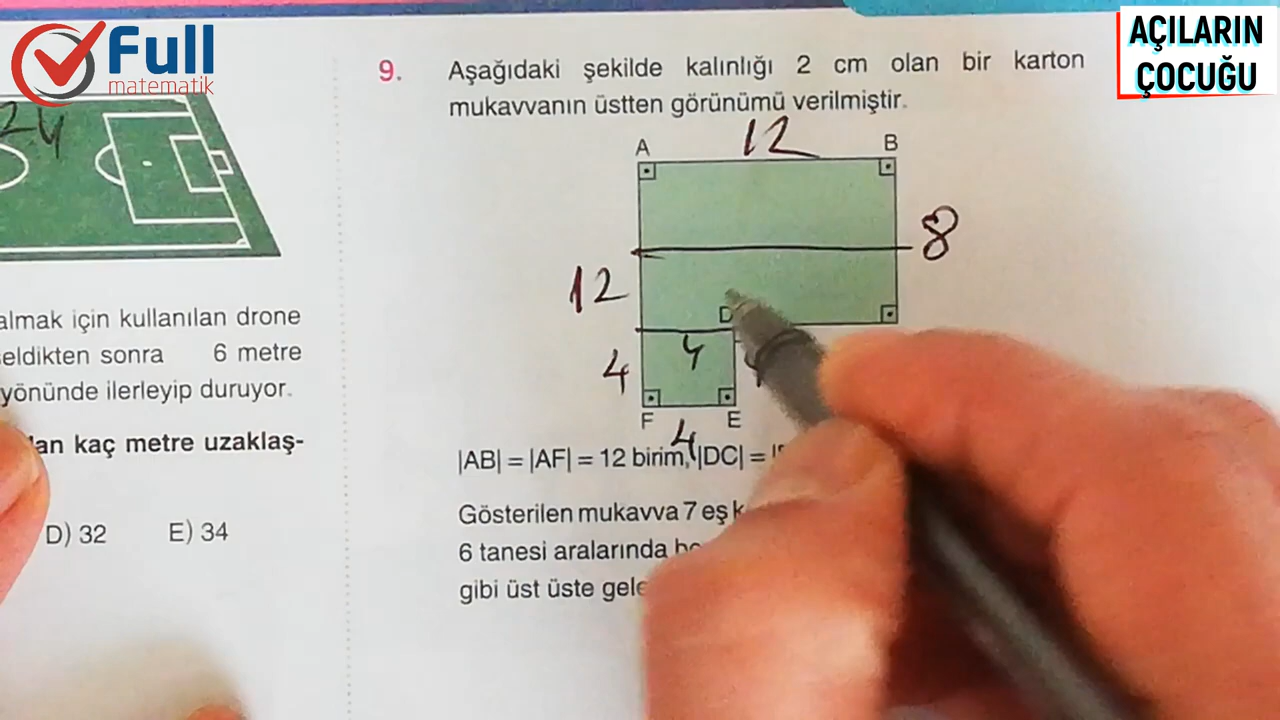 Full
matematik
AÇILARIN
ÇOCUĞU
24
almak için kullanılan drone
seldikten sonra 6 metre
yönünde ilerleyip duruyor.
kaç metre uzaklaş-
D) 32 E) 34
9. Aşağıdaki şekilde kalınlığı 2 cm olan bir karton
mukavvanın üstten görünümü verilmiştir.
12
A B
8
12
D
4 4
F E
4
|AB| = |AF| = 12 birim, |DC| =
Gösterilen mukavva 7 eş
6 tanesi aralarında
gibi üst üste